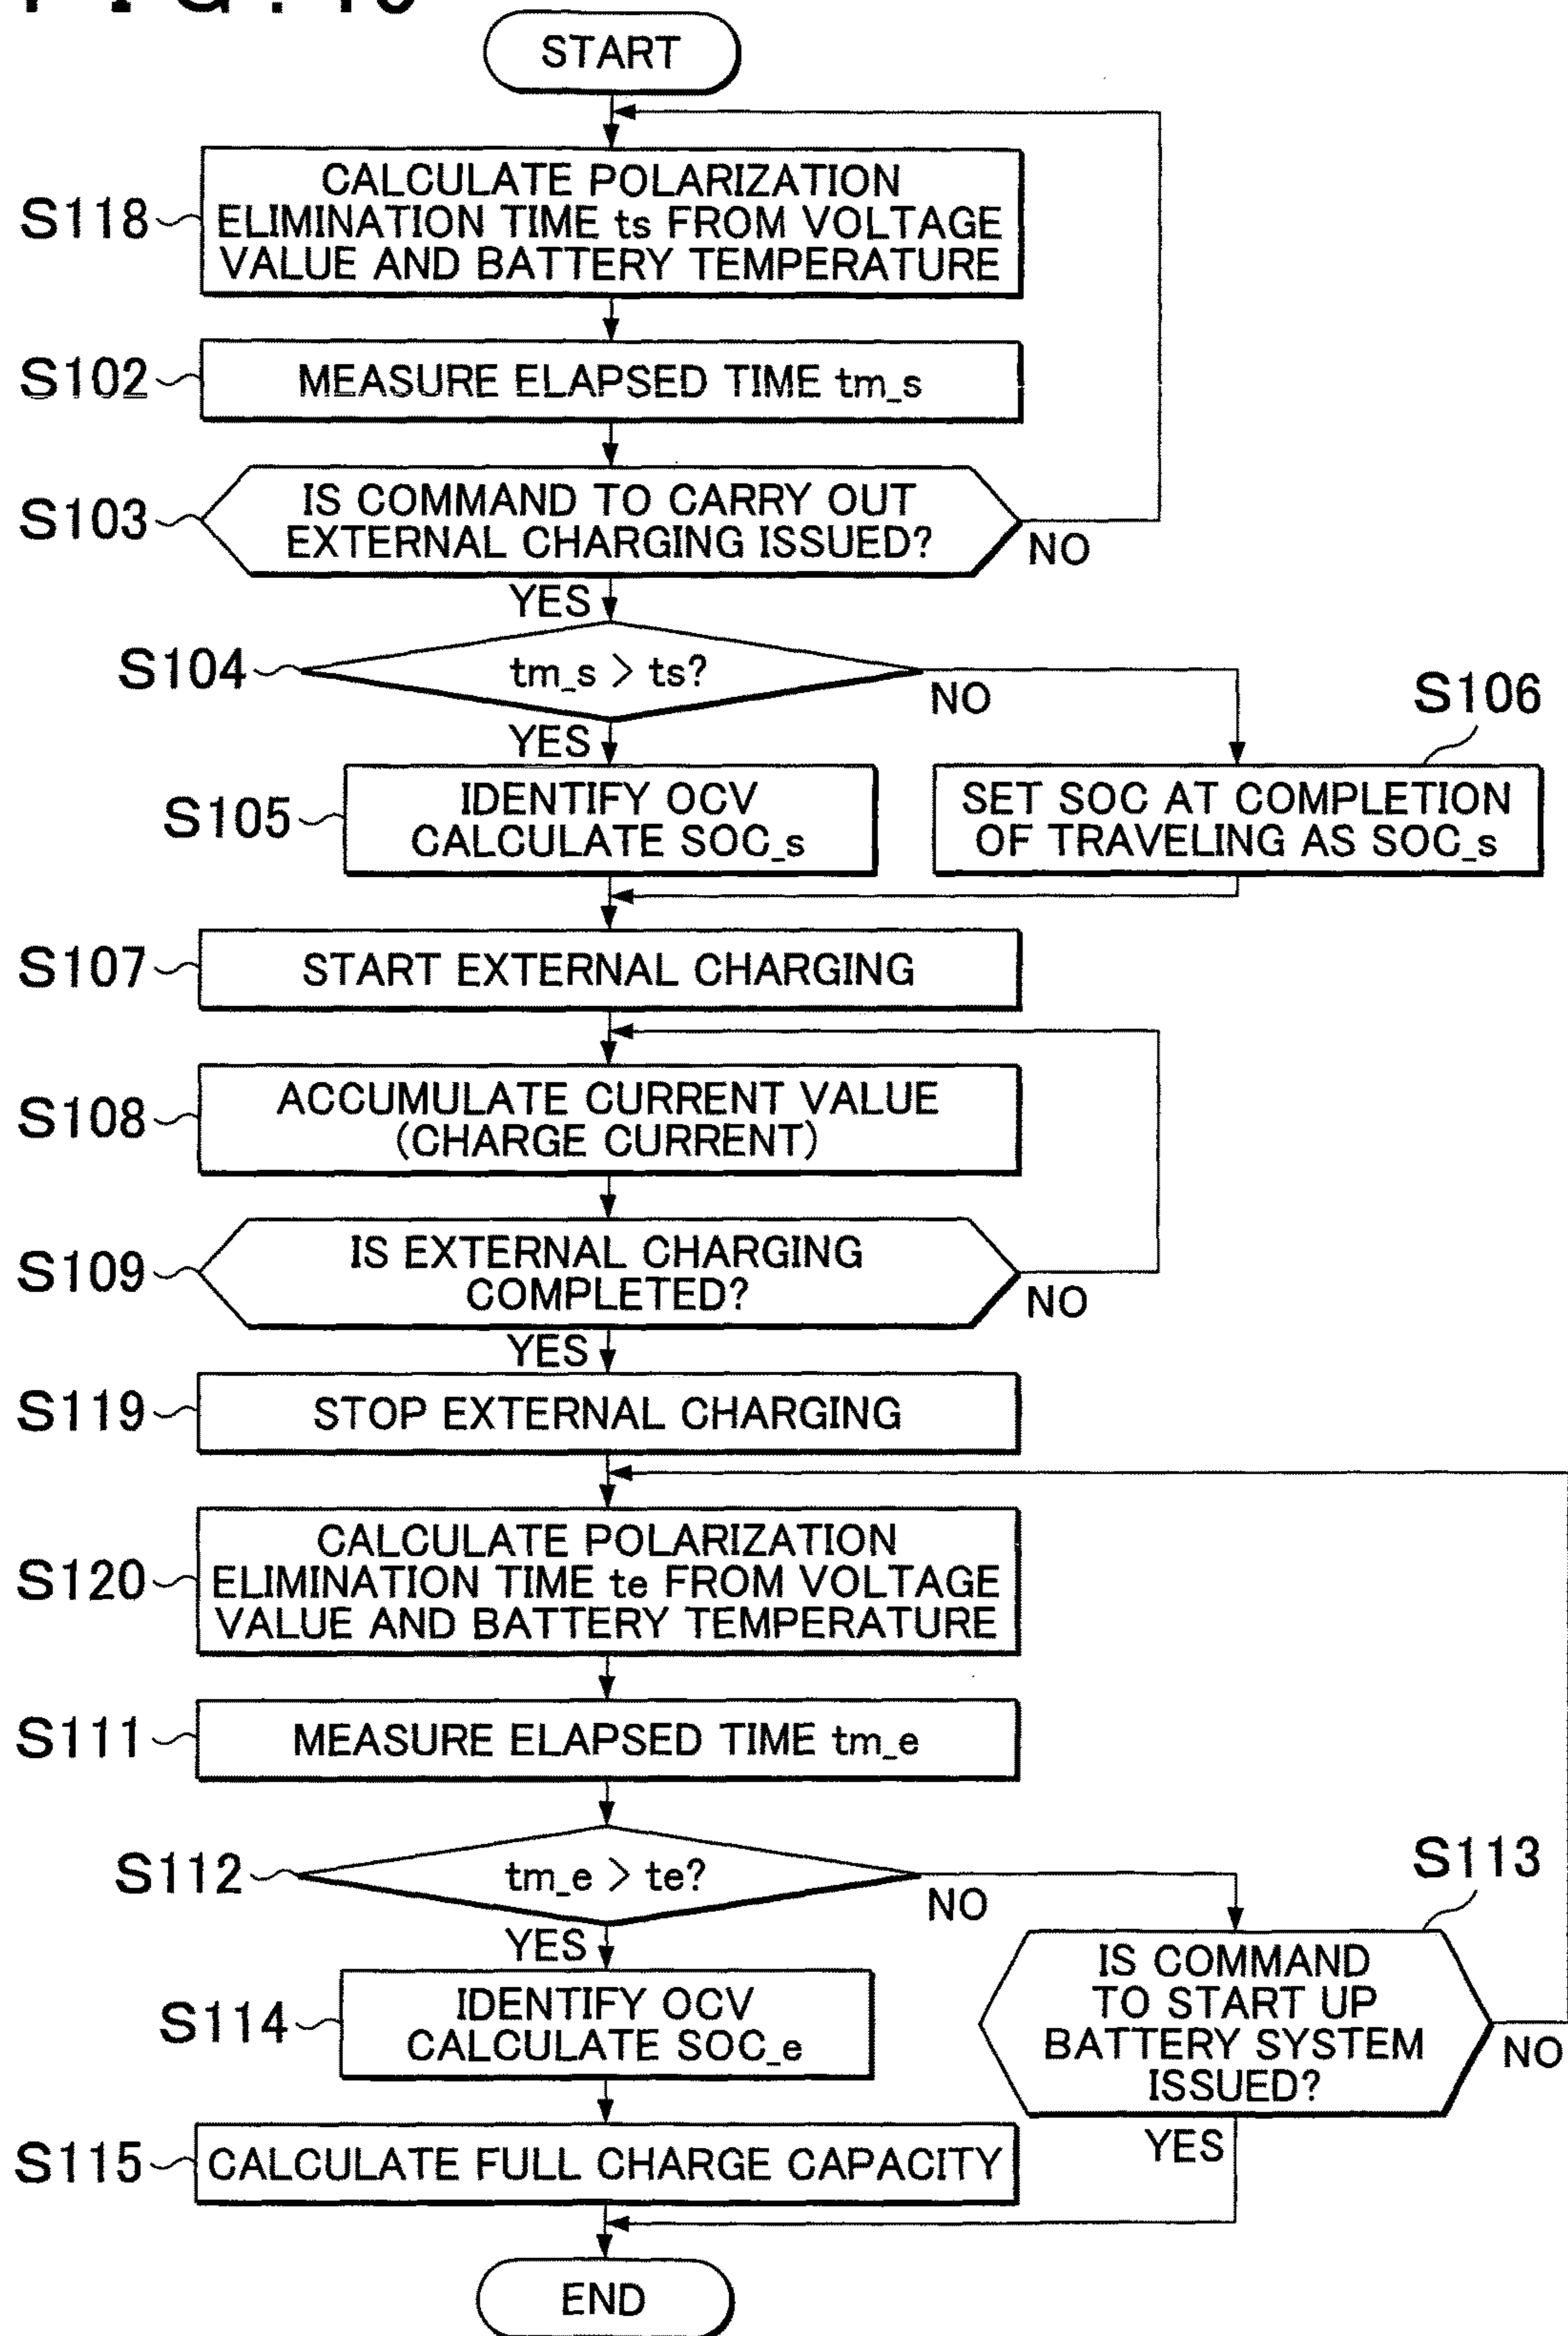 START
S118
CALCULATE POLARIZATION
ELIMINATION TIME ts FROM VOLTAGE
VALUE AND BATTERY TEMPERATURE
S102
MEASURE ELAPSED TIME tm_s
S103
IS COMMAND TO CARRY OUT
EXTERNAL CHARGING ISSUED?
NO
YES
S104
tm_s > ts?
NO
YES
S105
IDENTIFY OCV
CALCULATE SOC_s
S106
SET SOC AT COMPLETION
OF TRAVELING AS SOC_s
S107
START EXTERNAL CHARGING
S108
ACCUMULATE CURRENT VALUE
(CHARGE CURRENT)
S109
IS EXTERNAL CHARGING
COMPLETED?
NO
YES
S119
STOP EXTERNAL CHARGING
S120
CALCULATE POLARIZATION
ELIMINATION TIME te FROM VOLTAGE
VALUE AND BATTERY TEMPERATURE
S111
MEASURE ELAPSED TIME tm_e
S112
tm_e > te?
NO
YES
S113
IS COMMAND
TO START UP
BATTERY SYSTEM
ISSUED?
NO
YES
S114
IDENTIFY OCV
CALCULATE SOC_e
S115
CALCULATE FULL CHARGE CAPACITY
END